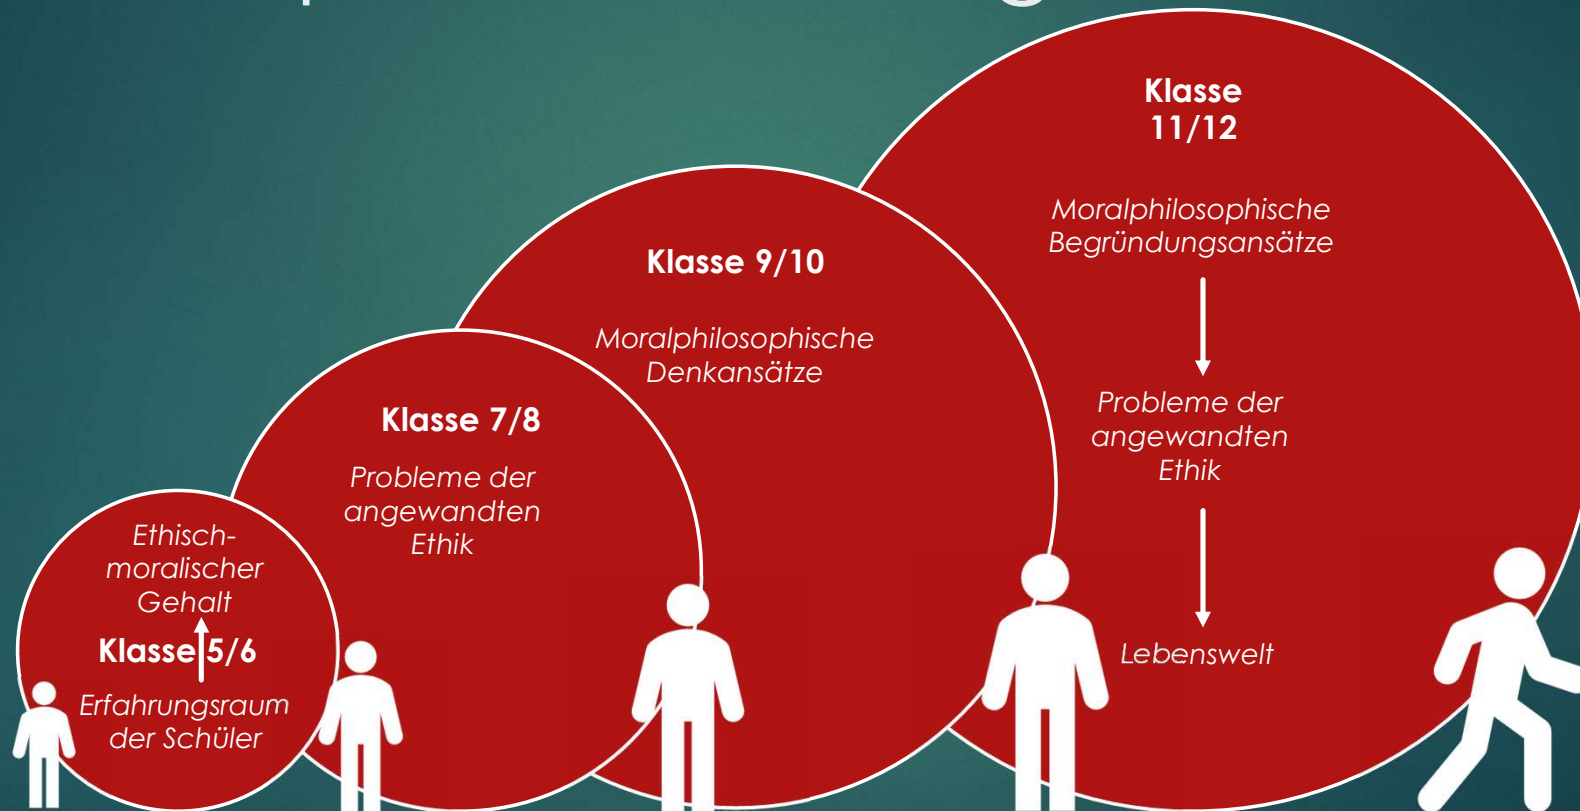 Ethisch-
moralischer
Gehalt
Klasse 5/6
Erfahrungsraum
der Schüler
Klasse 7/8
Probleme der
angewandten
Ethik
Klasse 9/10
Moralphilosophische
Denkansätze
Klasse
11/12
Moralphilosophische
Begründungsansätze
Probleme der
angewandten
Ethik
Lebenswelt